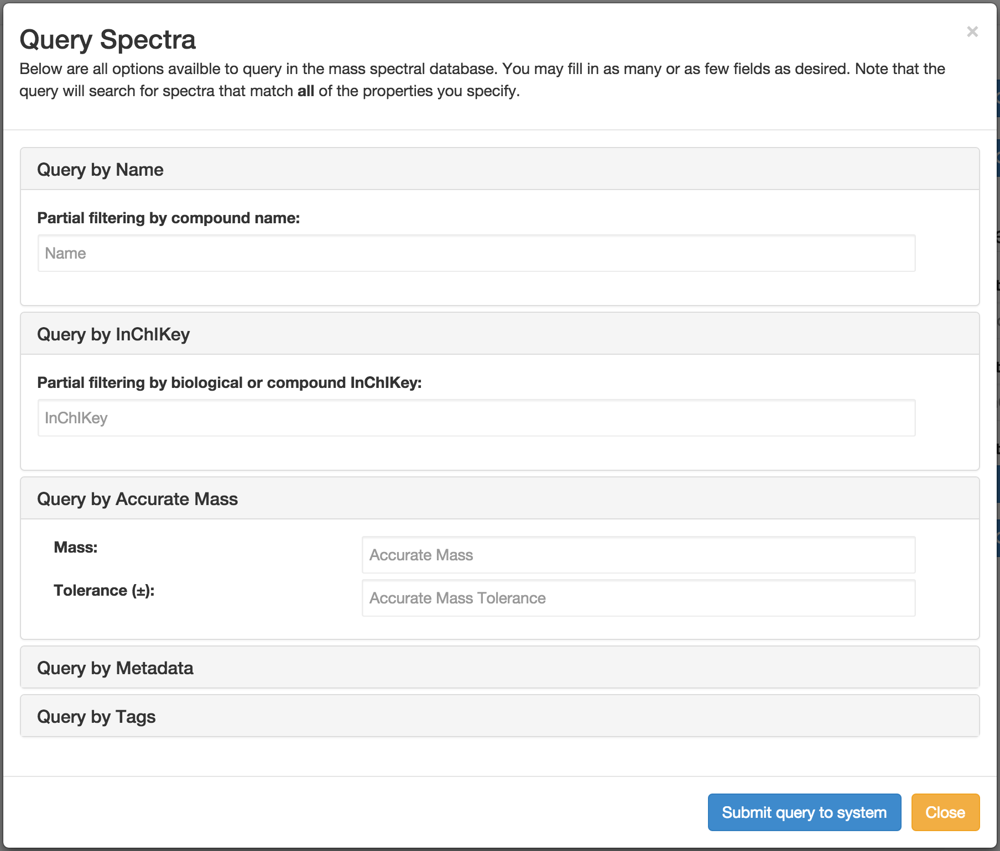 Query Spectra
×
Below are all options availble to query in the mass spectral database. You may fill in as many or as few fields as desired. Note that the
query will search for spectra that match all of the properties you specify.
Query by Name
Partial filtering by compound name:
Name
Query by InChIKey
Partial filtering by biological or compound InChIKey:
InChIKey
Query by Accurate Mass
Mass:
Accurate Mass
Tolerance (±):
Accurate Mass Tolerance
Query by Metadata
Query by Tags
Submit query to system
Close